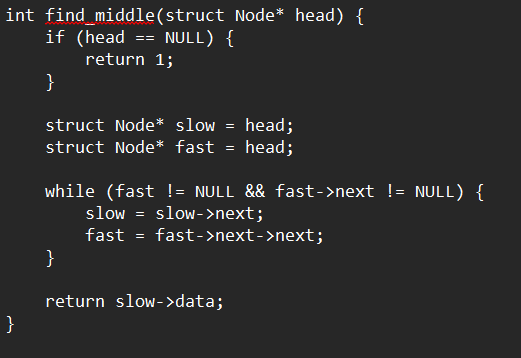 int find_middle(struct Node* head) {
    if (head == NULL) {
        return 1;
    }

    struct Node* slow = head;
    struct Node* fast = head;

    while (fast != NULL && fast->next != NULL) {
        slow = slow->next;
        fast = fast->next->next;
    }

    return slow->data;
}